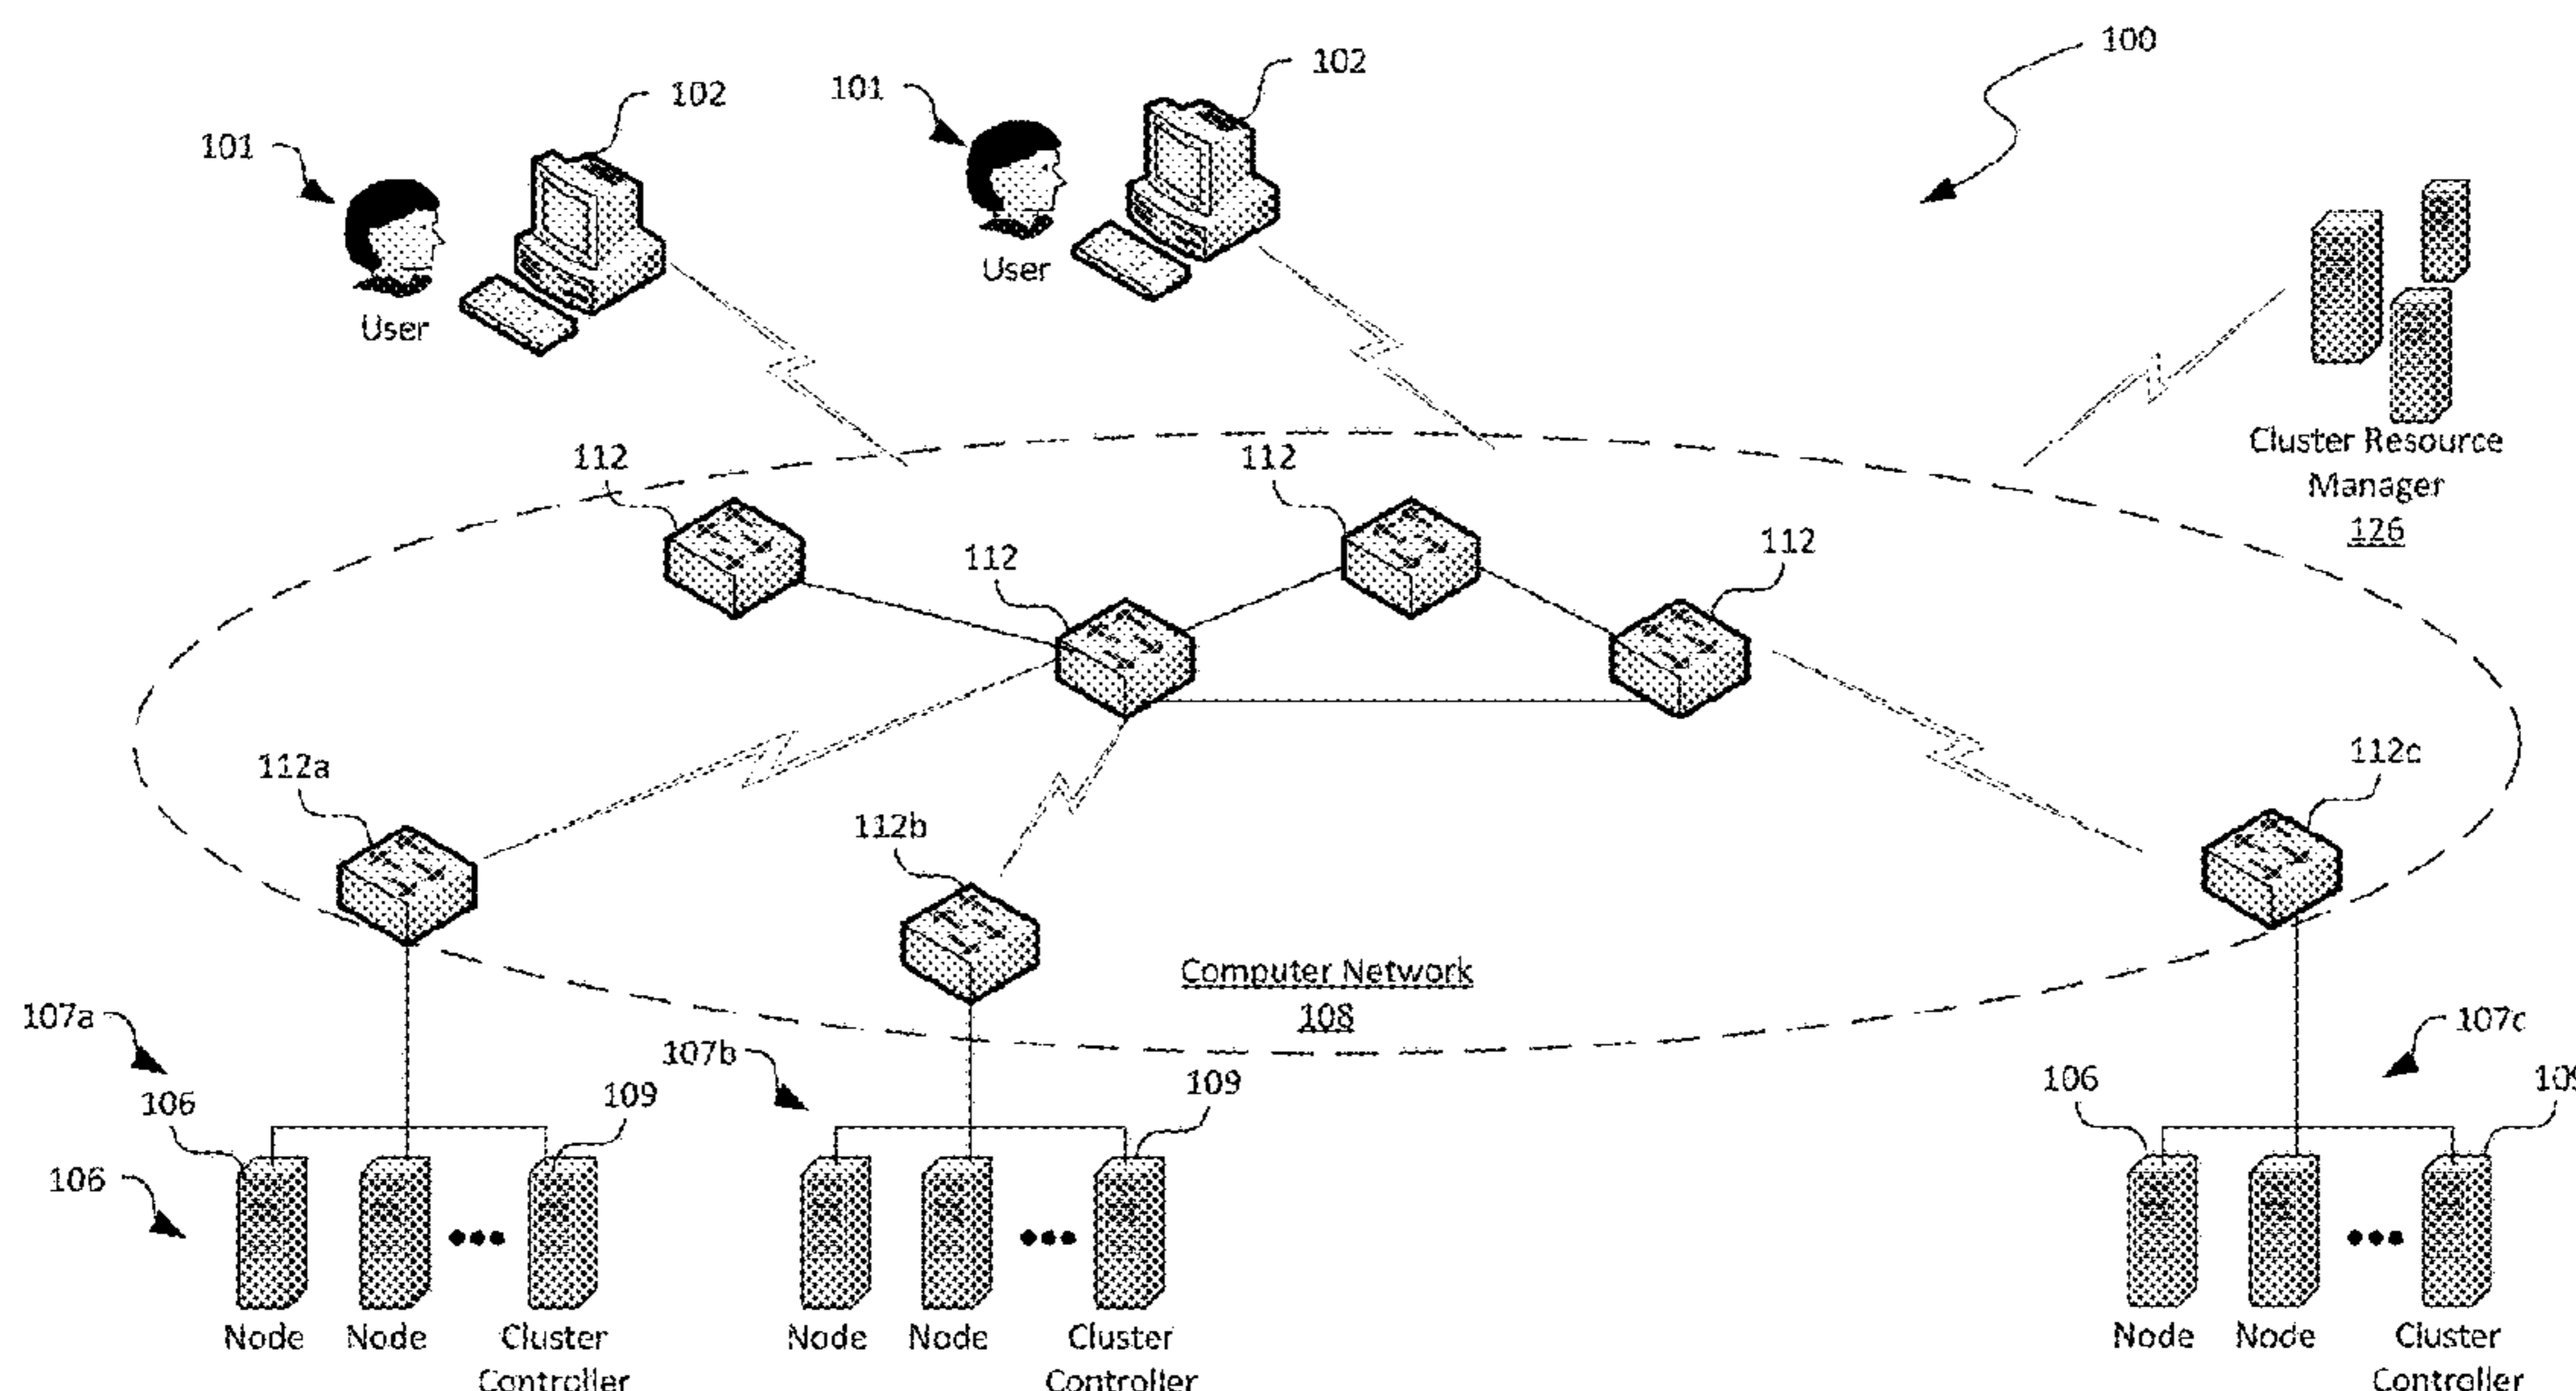 100
102
102
101
101
User
User
Cluster Resource
Manager
126
112
112
112
112
112a
112b
112c
Computer Network
108
107a
107b
107c
106
109
109
106
106
Node
Node
Cluster
Controller
Node
Node
Cluster
Controller
Node
Node
Cluster
Controller